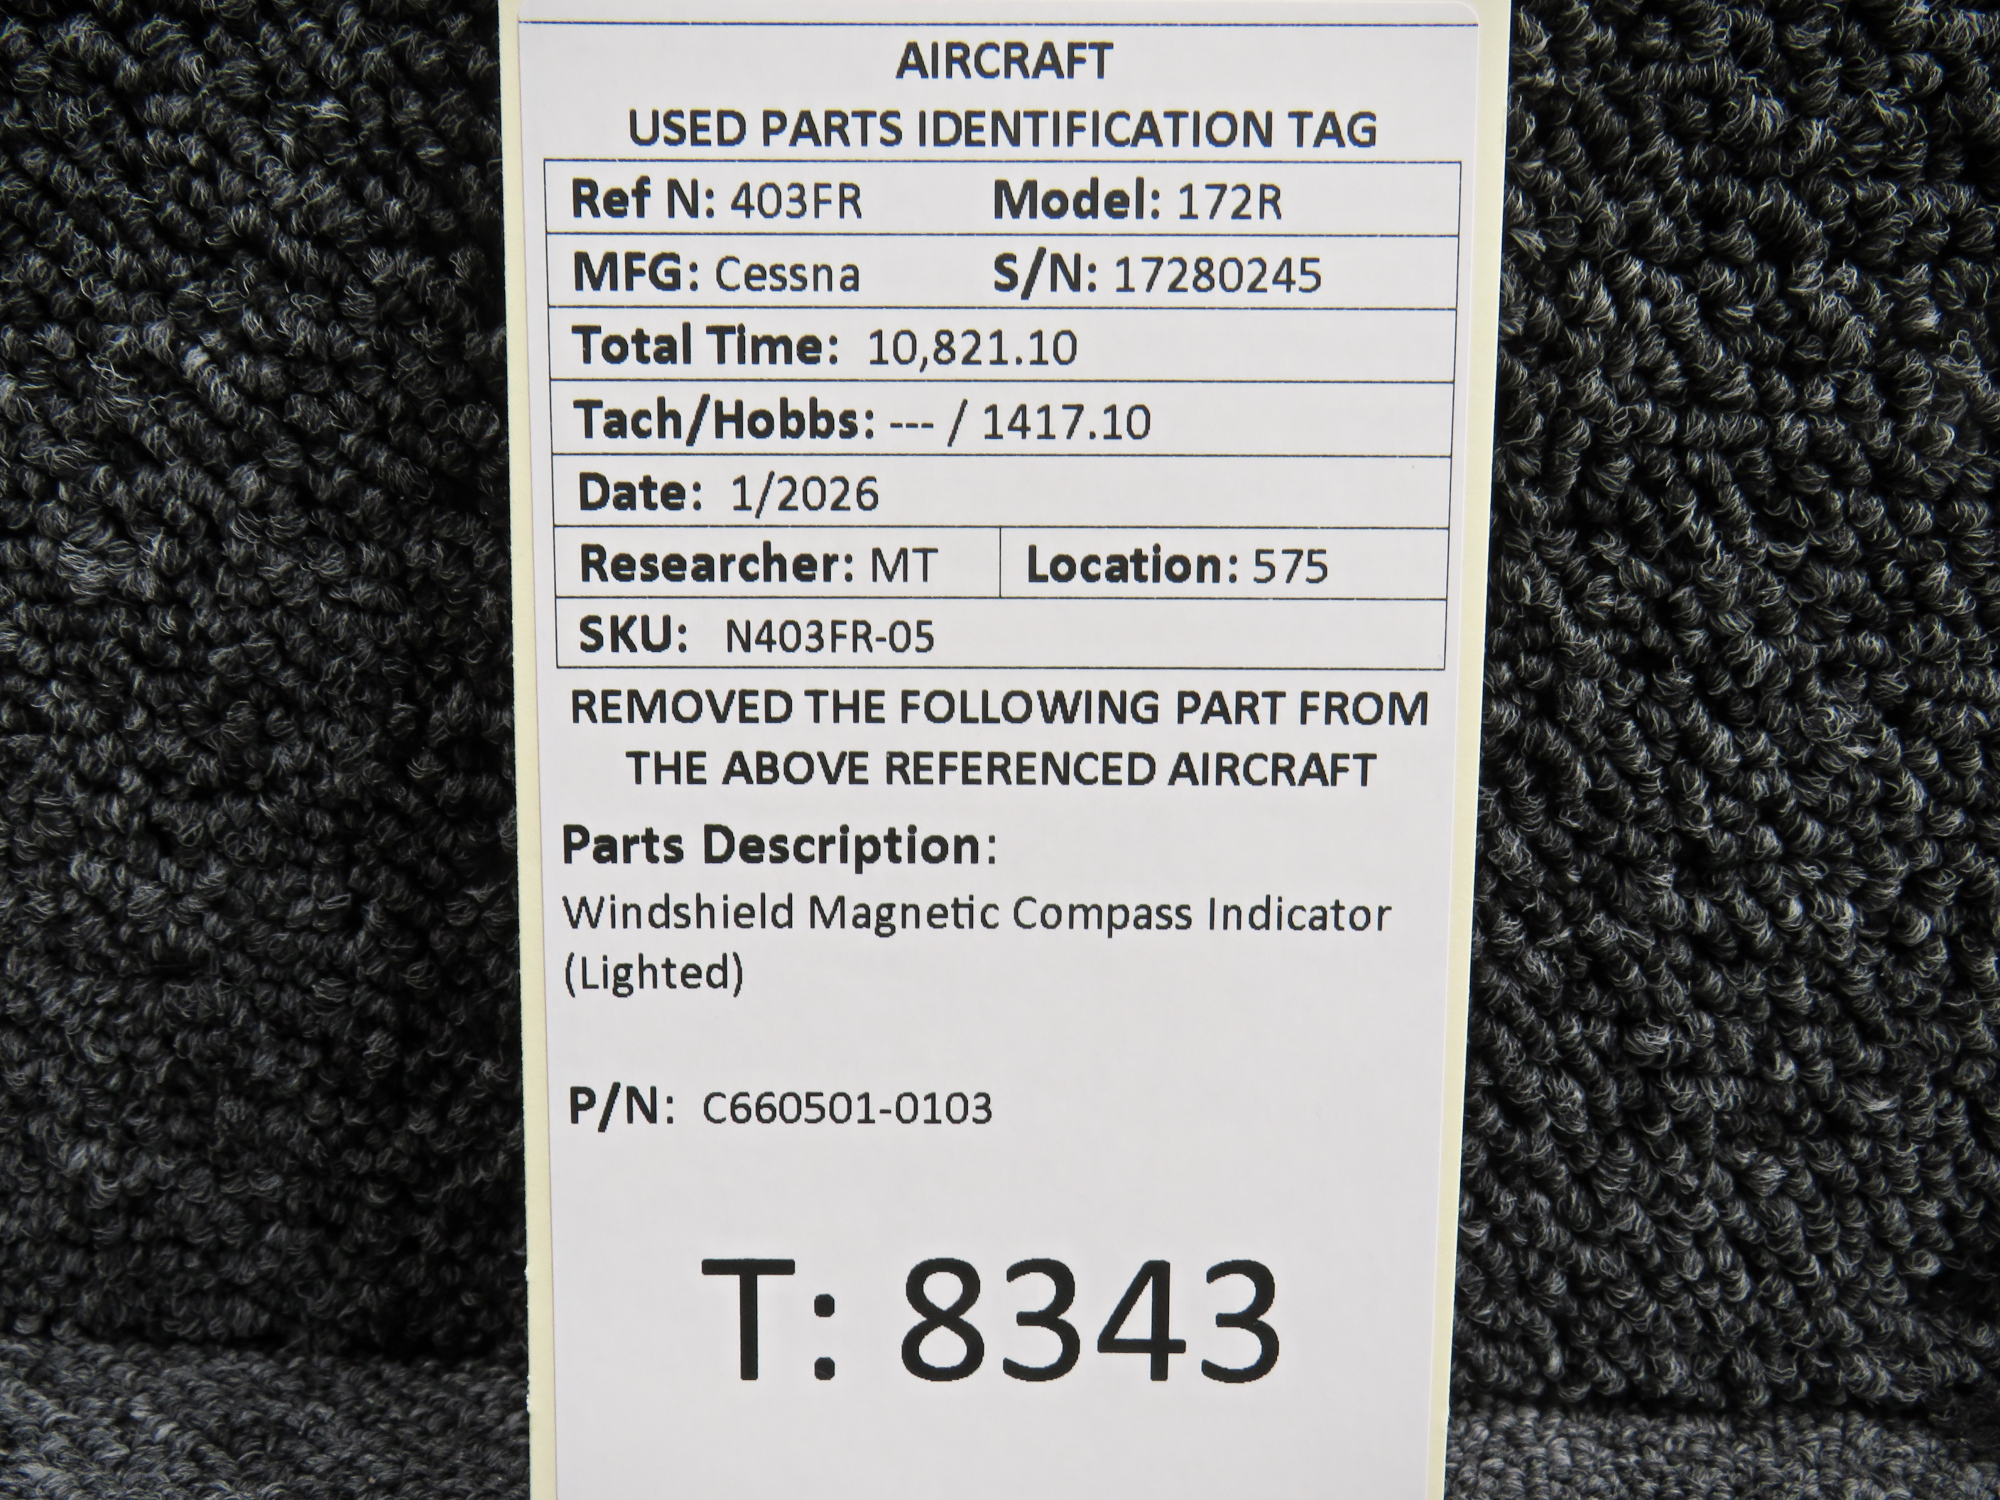 AIRCRAFT
USED PARTS IDENTIFICATION TAG
Ref N: 403FR Model: 172R
MFG: Cessna S/N: 17280245
Total Time: 10,821.10
Tach/Hobbs: --- / 1417.10
Date: 1/2026
Researcher: MT Location: 575
SKU: N403FR-05
REMOVED THE FOLLOWING PART FROM
THE ABOVE REFERENCED AIRCRAFT
Parts Description:
Windshield Magnetic Compass Indicator
(Lighted)
P/N: C660501-0103
T: 8343